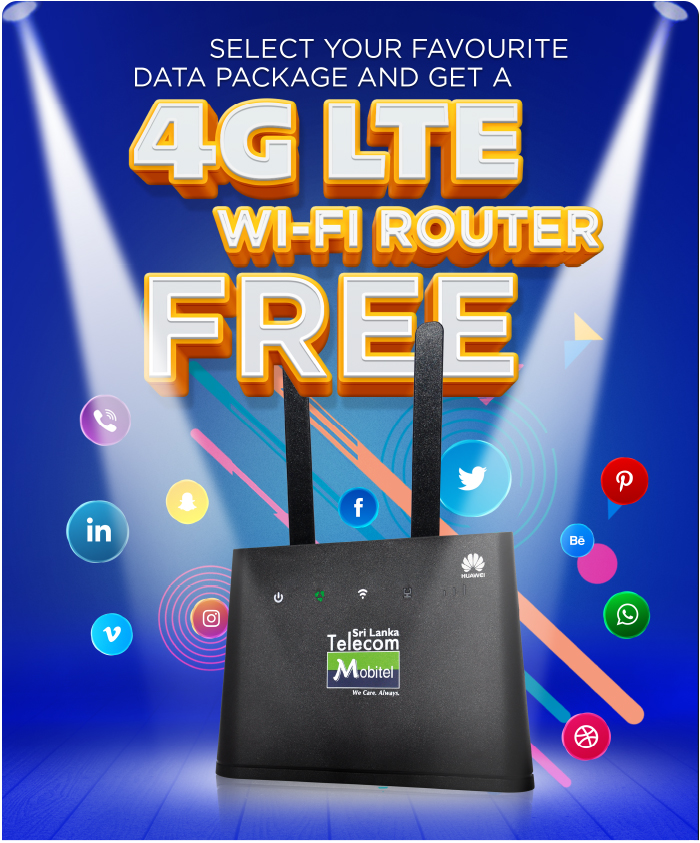 SELECT YOUR FAVOURITE
DATA PACKAGE AND GET A
4G LTE
WI-FI ROUTER
FREE
in
f
Bē
HUAWEI
Sri Lanka
Telecom
Mobitel
We Care. Always.